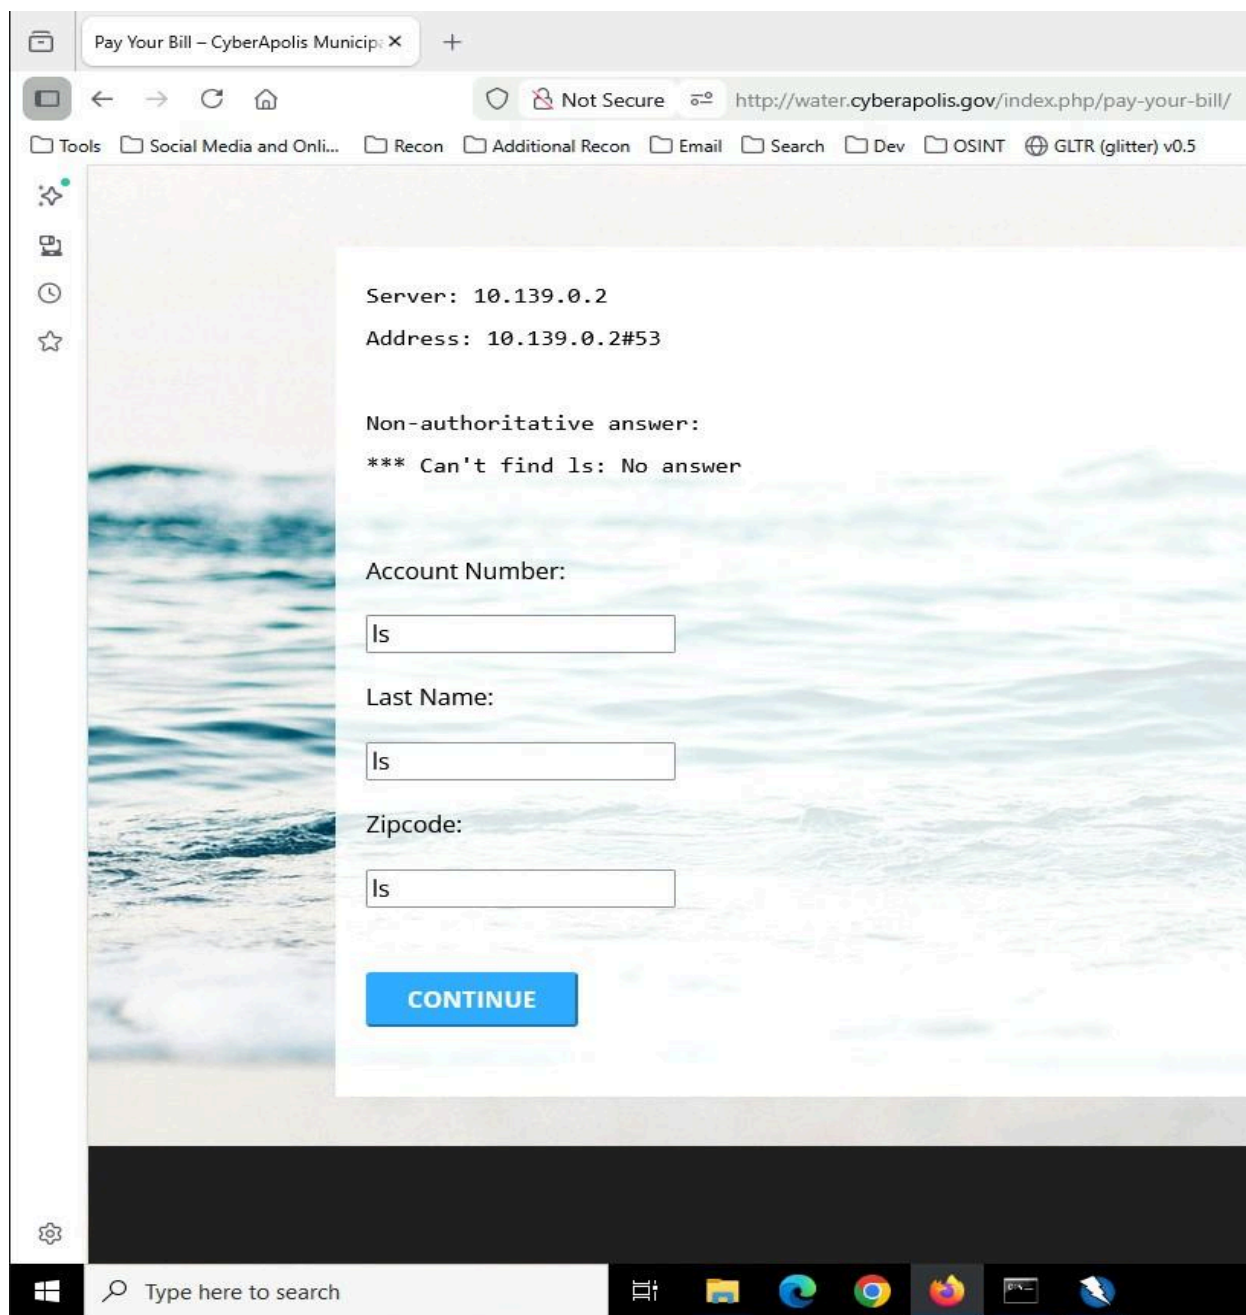 Pay Your Bill – CyberApolis Municip
Not Secure http://water.cyberapolis.gov/index.php/pay-your-bill/
Tools Social Media and Onli... Recon Additional Recon Email Search Dev OSINT GLTR (glitter) v0.5
Server: 10.139.0.2
Address: 10.139.0.2#53
Non-authoritative answer:
*** Can't find ls: No answer
Account Number:
ls
Last Name:
ls
Zipcode:
ls
CONTINUE
Type here to search